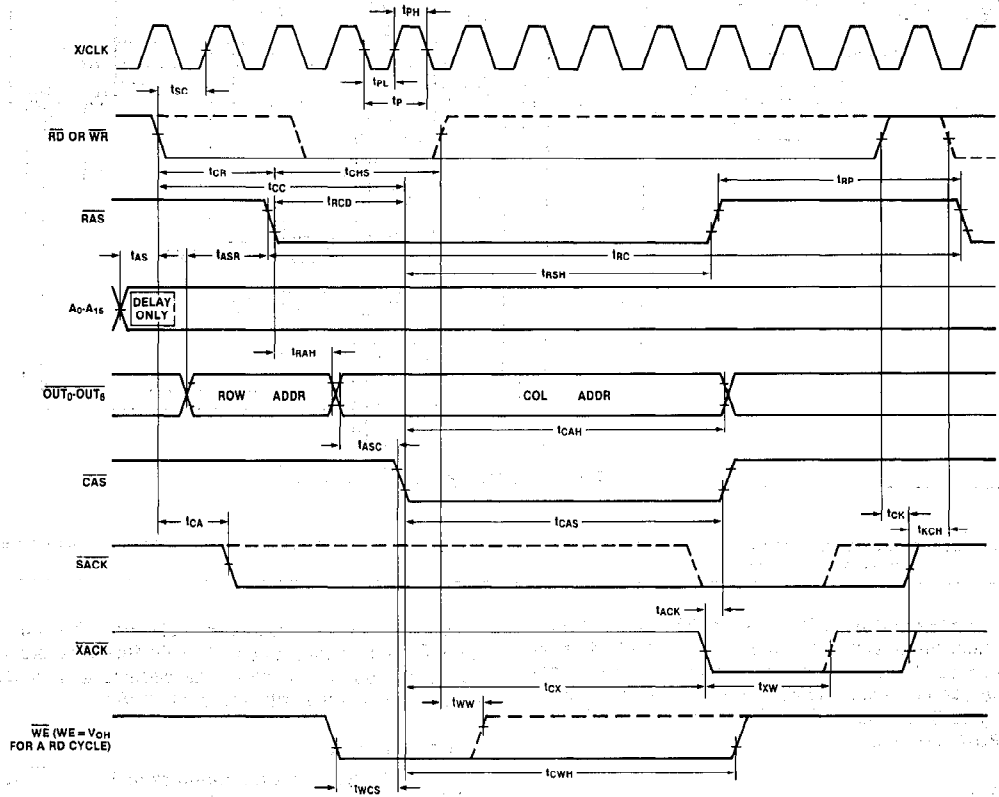 tPH
X/CLK
tSC
tPL
tP
RD OR WR
tCR
tCHS
tCC
tRP
tRCD
RAS
tAS
tASR
tRC
tRSH
A0-A15
DELAY
ONLY
tRAH
OUT0-OUT6
ROW ADDR
COL ADDR
tCAH
tASC
CAS
tCA
tCAS
tCK
tKCH
SACK
tACK
XACK
tCX
tXW
tWW
WE (WE = VOH
FOR A RD CYCLE)
tCWH
tWCS